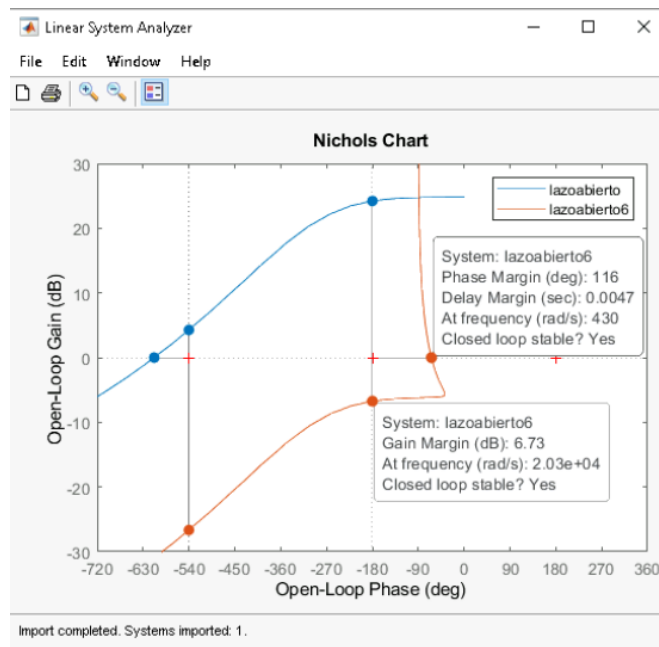 Linear System Analyzer
File Edit Window Help
Nichols Chart
lazoabierto
lazoabierto6
System: lazoabierto6
Phase Margin (deg): 116
Delay Margin (sec): 0.0047
At frequency (rad/s): 430
Closed loop stable? Yes
System: lazoabierto6
Gain Margin (dB): 6.73
At frequency (rad/s): 2.03e+04
Closed loop stable? Yes
Open-Loop Gain (dB)
30
20
10
0
-10
-20
-30
-720 -630 -540 -450 -360 -270 -180 -90 0 90 180 270 360
Open-Loop Phase (deg)
Import completed. Systems imported: 1.